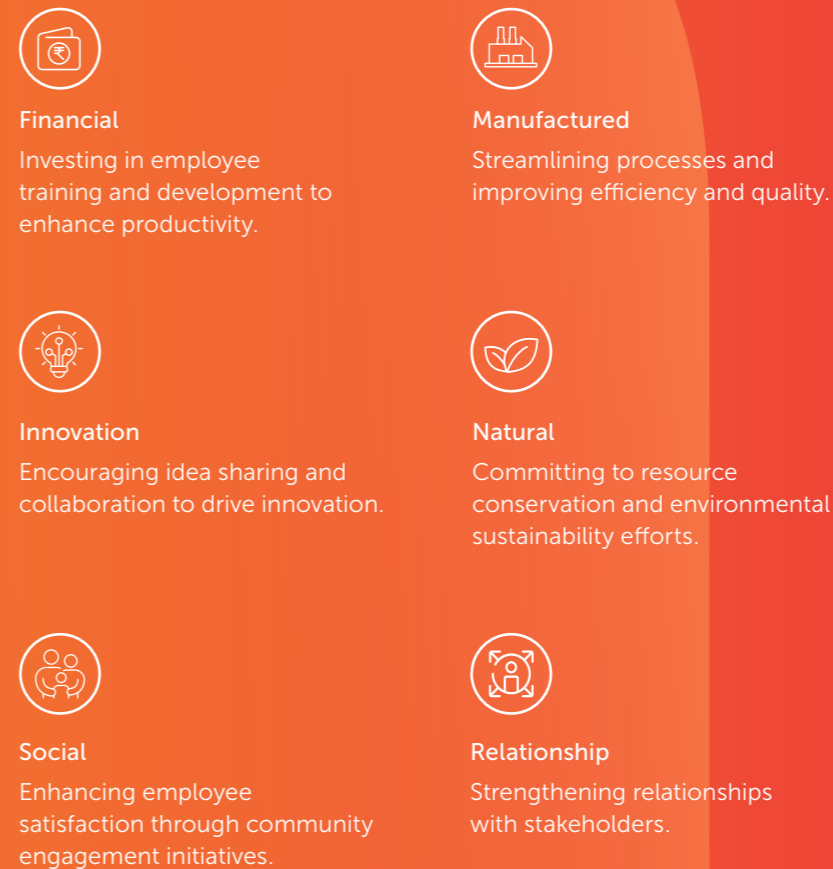 ₹
Financial
Investing in employee
training and development to
enhance productivity.
Manufactured
Streamlining processes and
improving efficiency and quality.
Innovation
Encouraging idea sharing and
collaboration to drive innovation.
Natural
Committing to resource
conservation and environmental
sustainability efforts.
Social
Enhancing employee
satisfaction through community
engagement initiatives.
Relationship
Strengthening relationships
with stakeholders.